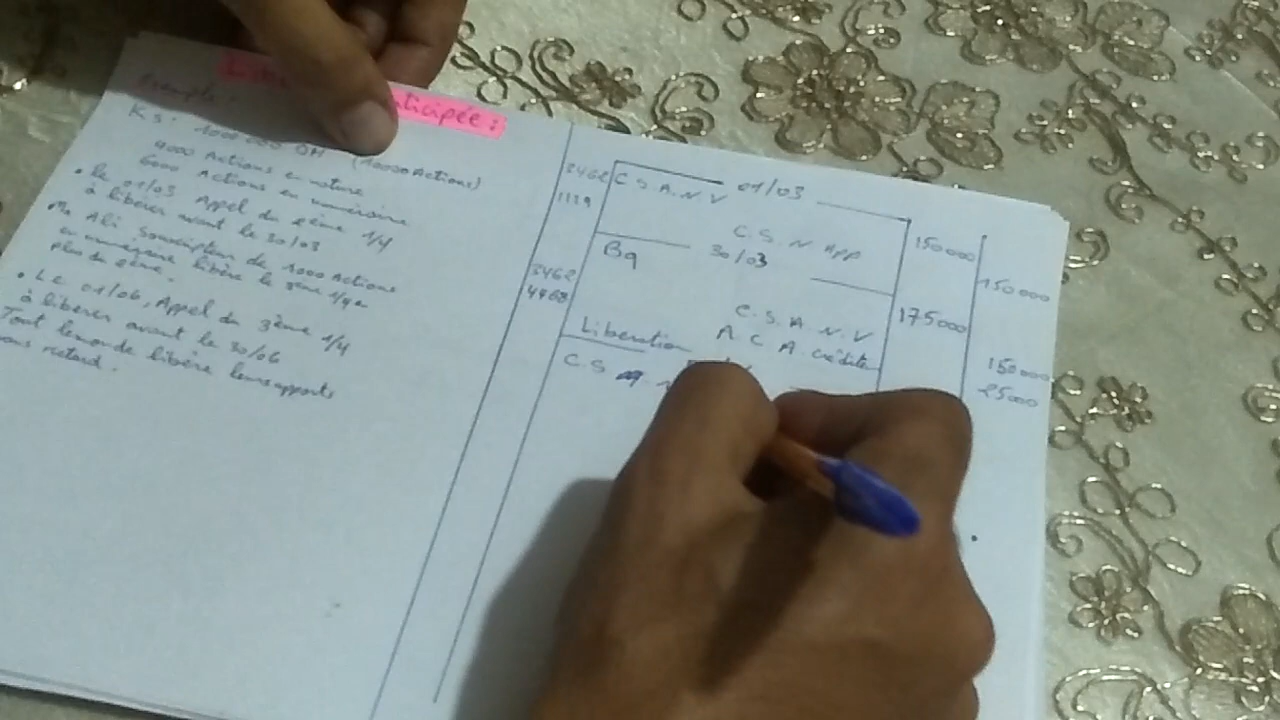 ticipée :
Exemple :
K S : 1000 000 DH (10000 Actions)
4000 Actions en nature
6000 Actions en numéraire
• le 01/03 Appel du 2ème 1/4
à libérer avant le 30/03
Mr Ali souscripteur de 1000 Actions
en numéraire libère le 3ème 1/4 en
plus du 2ème.
• Le 01/06, Appel du 3ème 1/4
à libérer avant le 30/06
Tout le monde libère leurs apports
sans retard.
01/03
3462 C.S.A.N.V 150000
1119 C.S.N App 150000
30/03
Bq 175000
3462 C.S.A.N.V 150000
4468 A.C.A. crédite 25000
Libération
C.S.